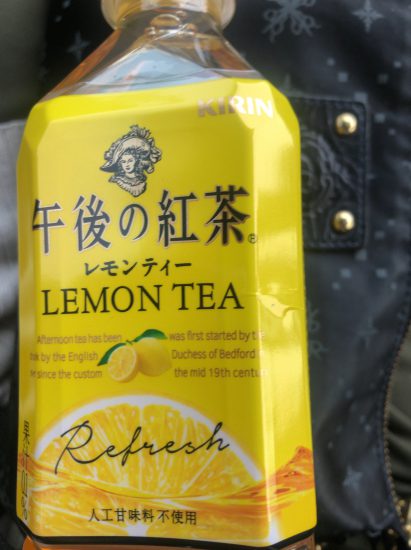 KIRIN
午後の紅茶®
レモンティー
LEMON TEA
Afternoon tea has been was first started by
by the English Duchess of Bedford
since the custom the mid 19th
Refresh
人工甘味料不使用
果汁